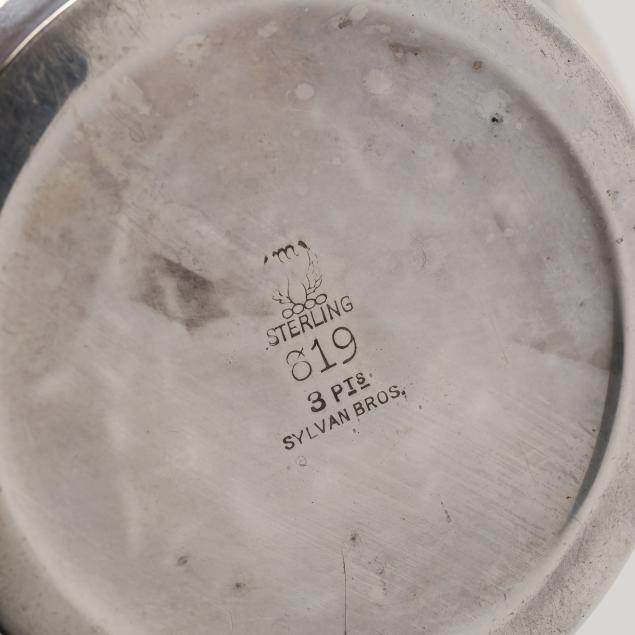 m
STERLING
819
3 PTS.
SYLVAN BROS.